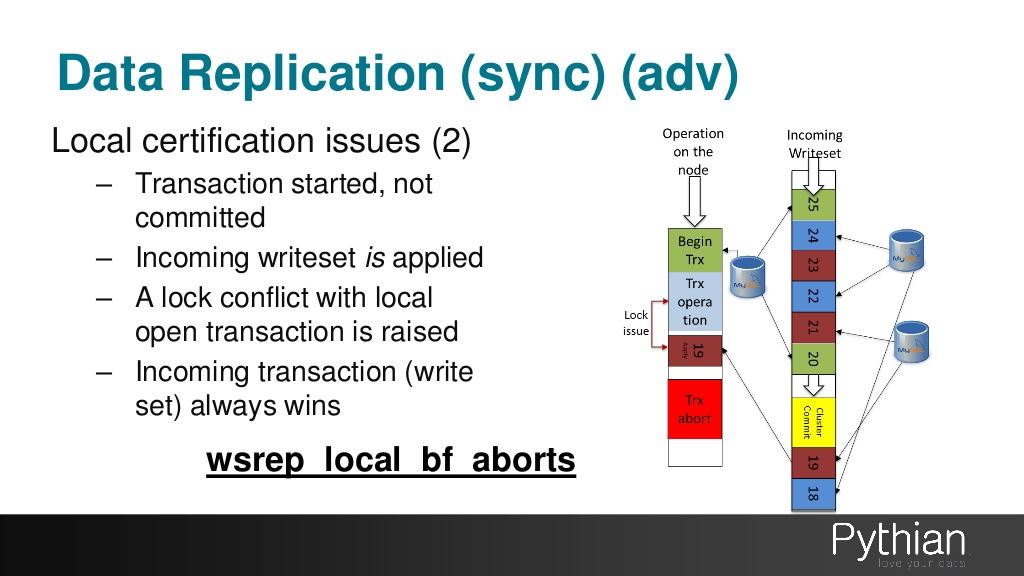 Data Replication (sync) (adv)
Local certification issues (2)
– Transaction started, not
committed
– Incoming writeset is applied
– A lock conflict with local
open transaction is raised
– Incoming transaction (write
set) always wins
wsrep_local_bf_aborts
Operation
on the
node
Begin
Trx
Trx
opera
tion
Lock
issue
19
Apply
Trx
abort
Incoming
Writeset
25
24
23
22
21
20
Cluster
Commit
19
18
MySQL
MySQL
MySQL
Pythian
love your data